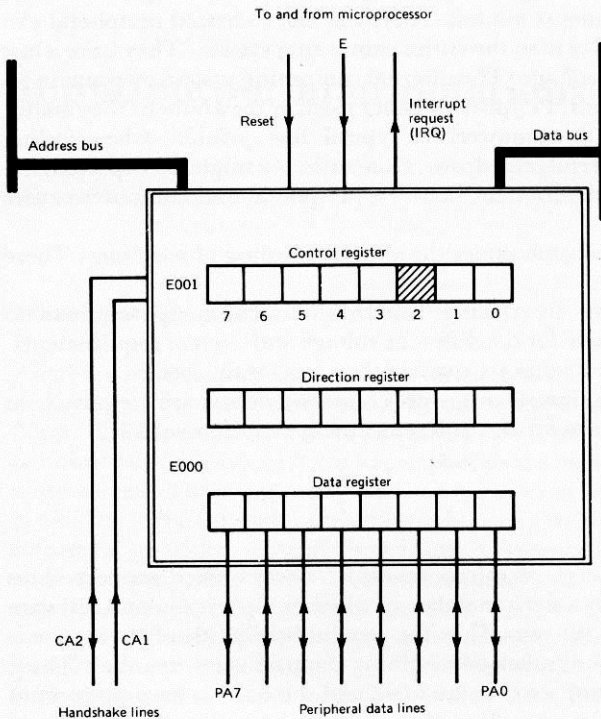 To and from microprocessor
E
Reset
Interrupt
request
(IRQ)
Address bus
Data bus
Control register
E001
7 6 5 4 3 2 1 0
Direction register
E000
Data register
CA2
CA1
PA7
PA0
Handshake lines
Peripheral data lines